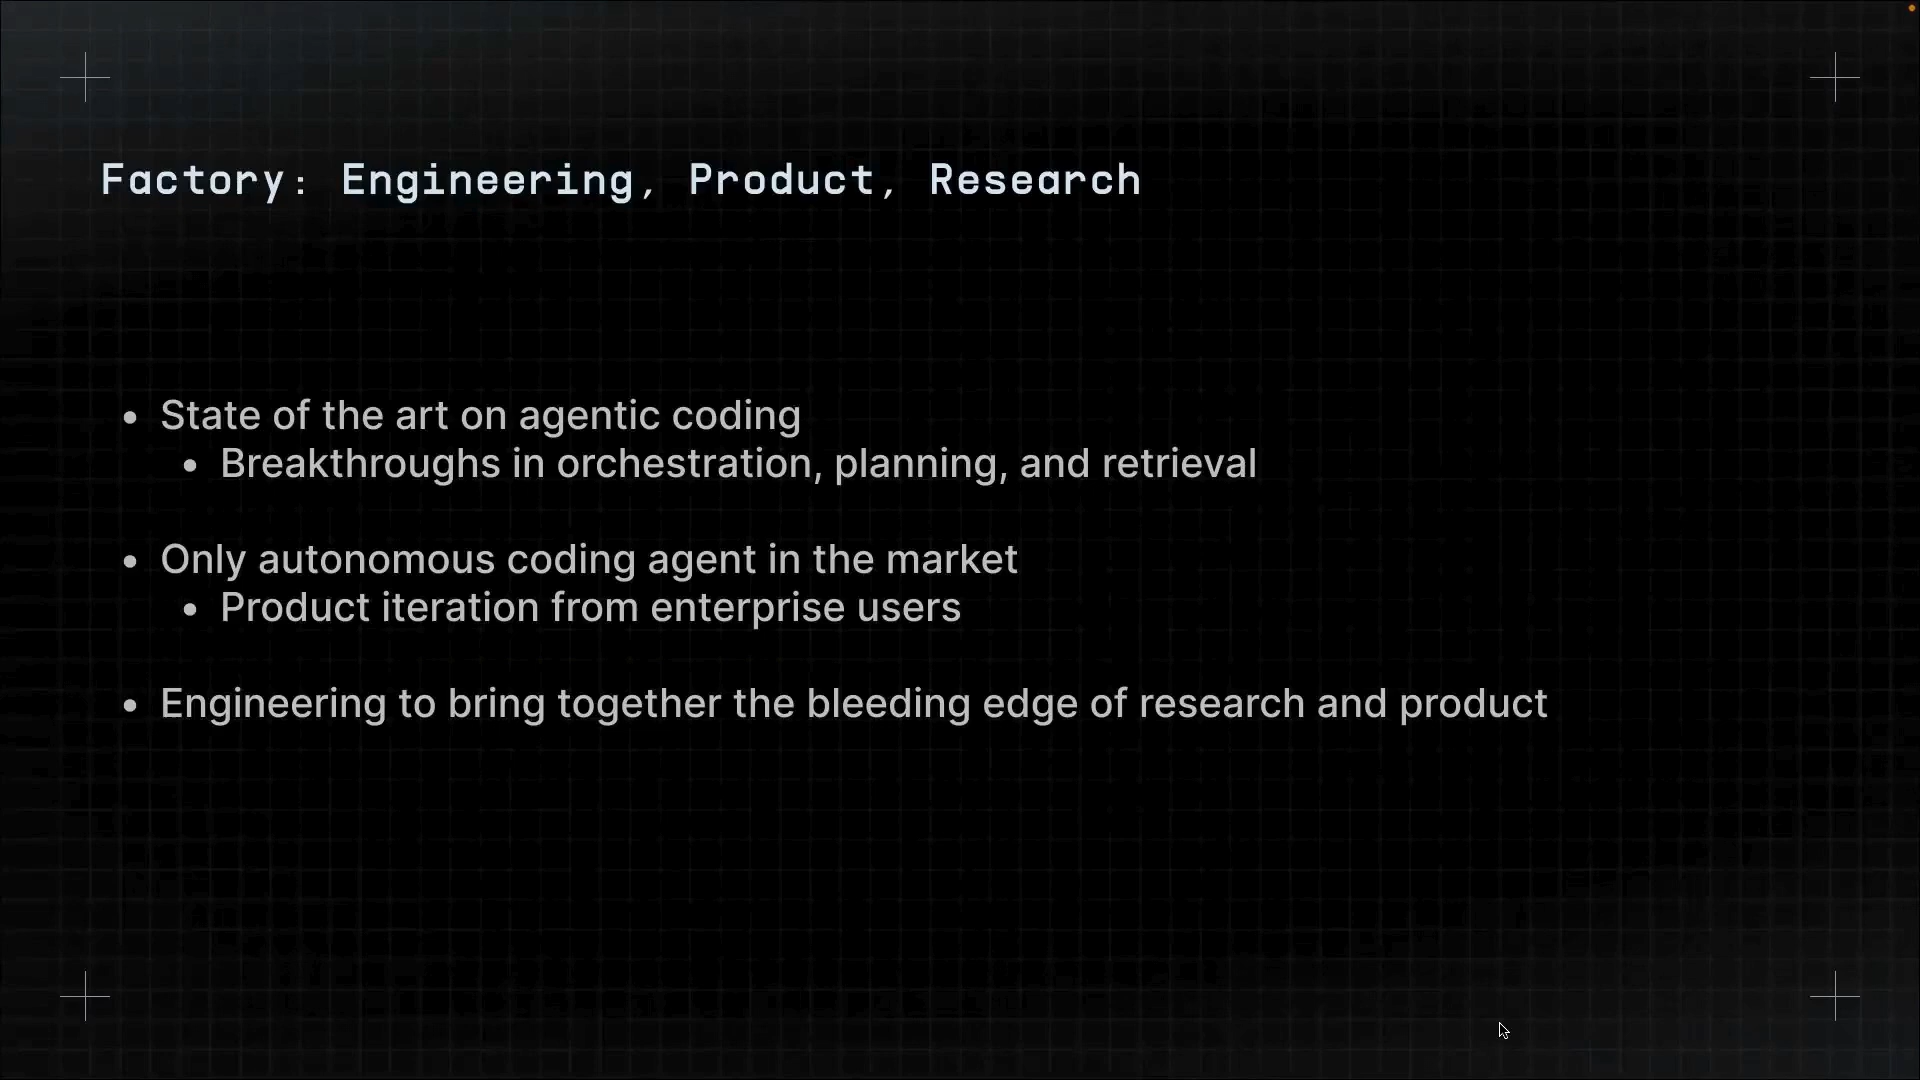 Factory: Engineering, Product, Research
• State of the art on agentic coding
• Breakthroughs in orchestration, planning, and retrieval
• Only autonomous coding agent in the market
• Product iteration from enterprise users
• Engineering to bring together the bleeding edge of research and product